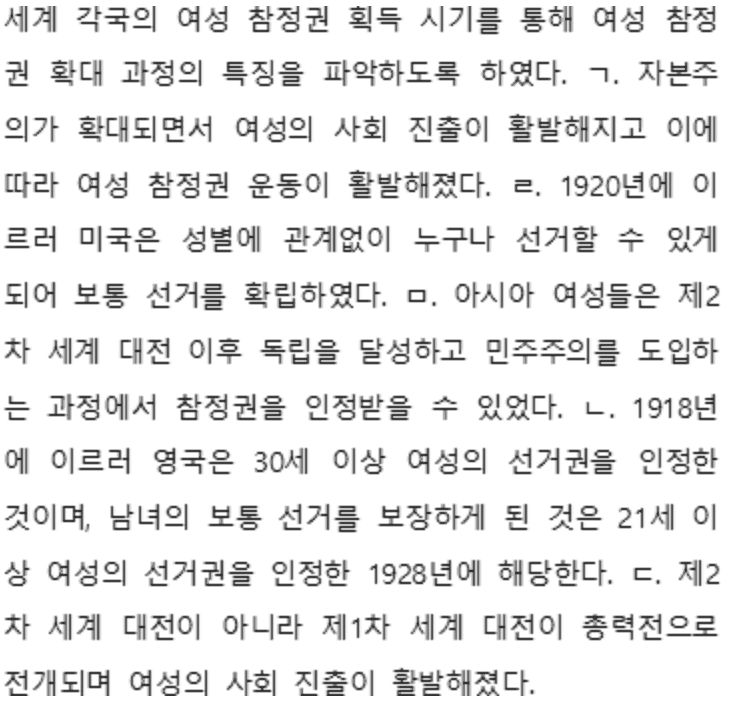 세계 각국의 여성 참정권 획득 시기를 통해 여성 참정
권 확대 과정의 특징을 파악하도록 하였다. ㄱ. 자본주
의가 확대되면서 여성의 사회 진출이 활발해지고 이에
따라 여성 참정권 운동이 활발해졌다. ㄹ. 1920년에 이
르러 미국은 성별에 관계없이 누구나 선거할 수 있게
되어 보통 선거를 확립하였다. ㅁ. 아시아 여성들은 제2
차 세계 대전 이후 독립을 달성하고 민주주의를 도입하
는 과정에서 참정권을 인정받을 수 있었다. ㄴ. 1918년
에 이르러 영국은 30세 이상 여성의 선거권을 인정한
것이며, 남녀의 보통 선거를 보장하게 된 것은 21세 이
상 여성의 선거권을 인정한 1928년에 해당한다. ㄷ. 제2
차 세계 대전이 아니라 제1차 세계 대전이 총력전으로
전개되며 여성의 사회 진출이 활발해졌다.